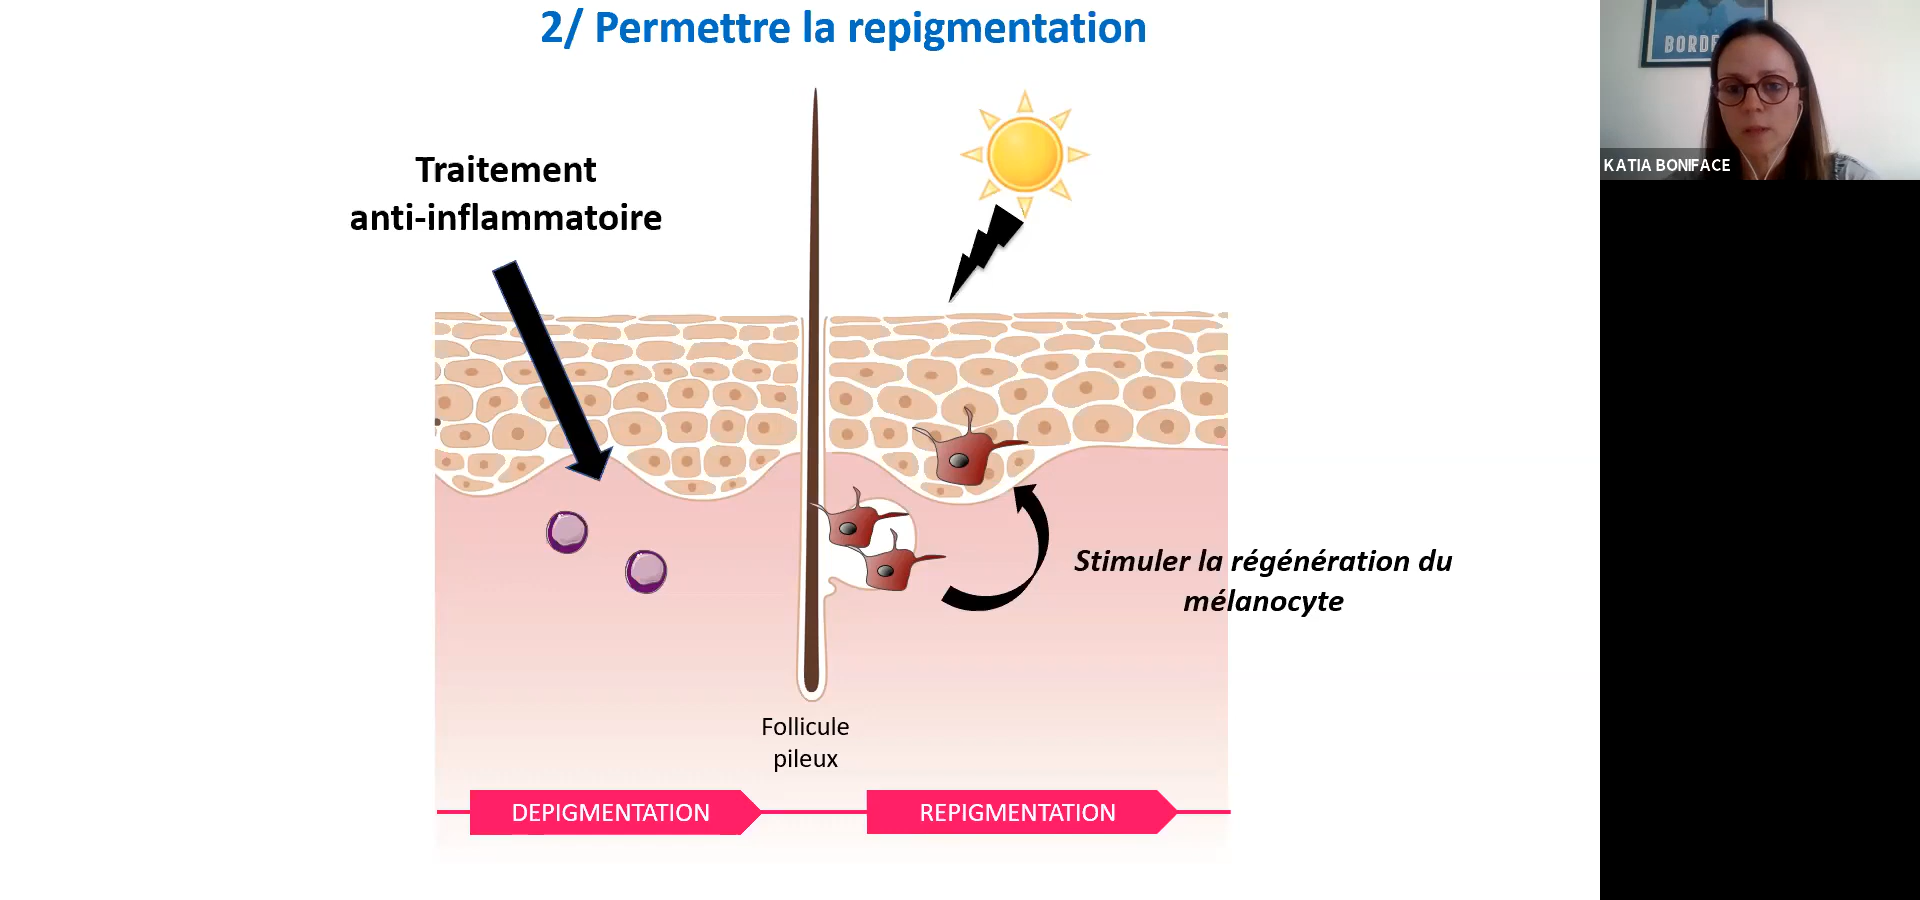 2/ Permettre la repigmentation
Traitement
anti-inflammatoire
Stimuler la régénération du
mélanocyte
Follicule
pileux
DEPIGMENTATION
REPIGMENTATION
KATIA BONIFACE